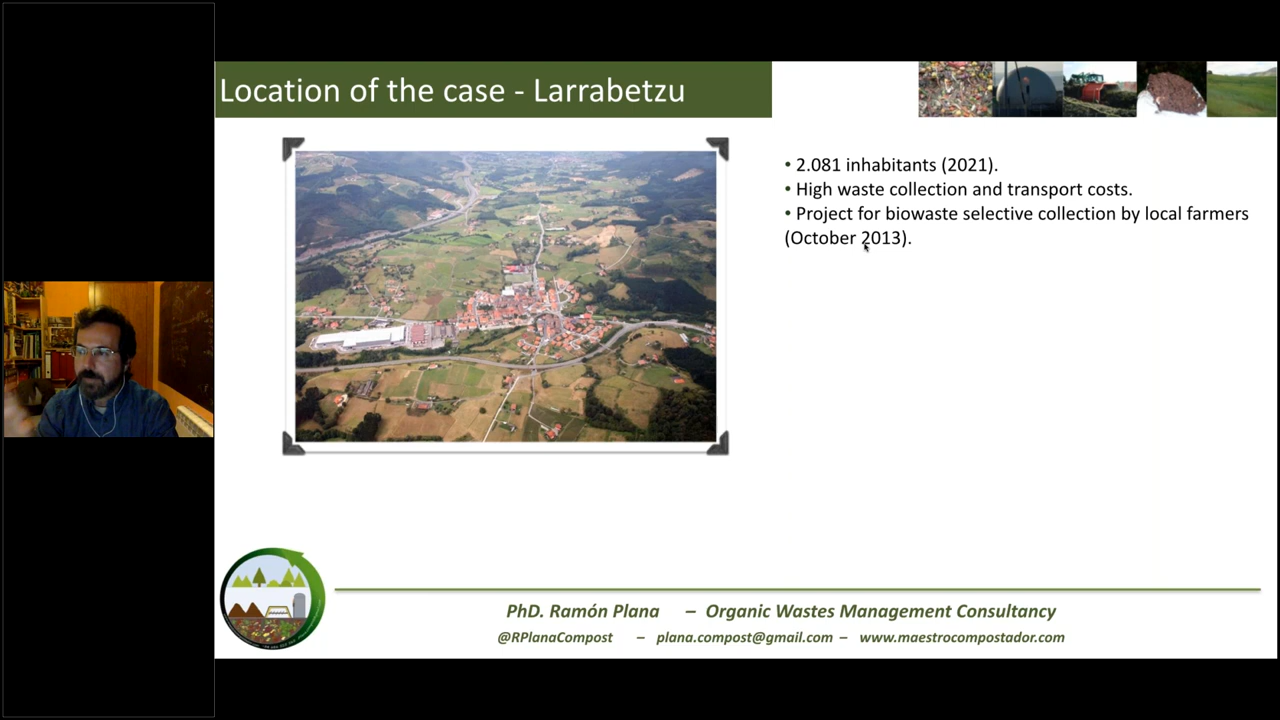 Location of the case - Larrabetzu
• 2.081 inhabitants (2021).
• High waste collection and transport costs.
• Project for biowaste selective collection by local farmers
(October 2013).
PhD. Ramón Plana – Organic Wastes Management Consultancy
@RPlanaCompost – plana.compost@gmail.com – www.maestrocompostador.com